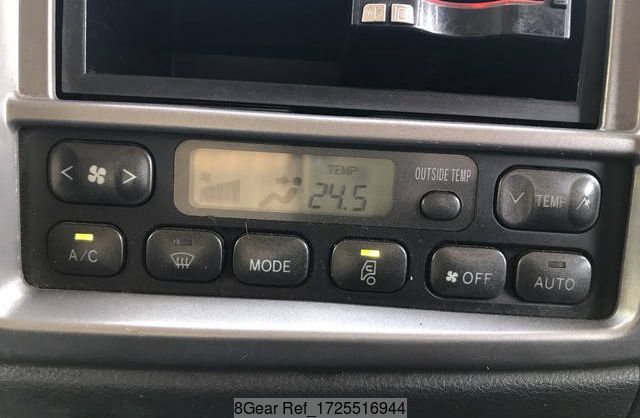 TEMP
24.5
OUTSIDE TEMP
< >
TEMP
A/C
MODE
OFF
AUTO
8Gear Ref_1725516944